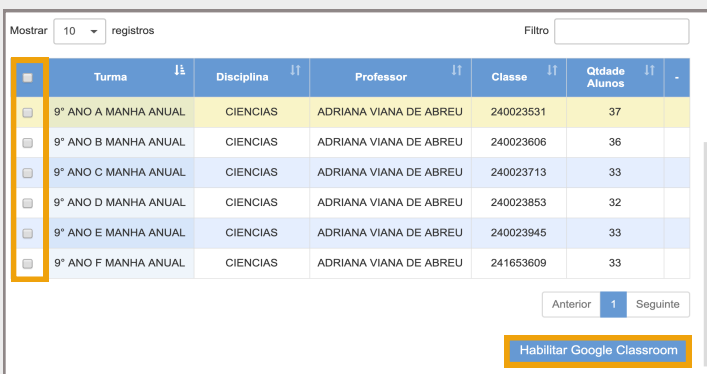 Mostrar 10 registros Filtro
Turma Disciplina Professor Classe Qtdade Alunos -
9° ANO A MANHA ANUAL CIENCIAS ADRIANA VIANA DE ABREU 240023531 37
9° ANO B MANHA ANUAL CIENCIAS ADRIANA VIANA DE ABREU 240023606 36
9° ANO C MANHA ANUAL CIENCIAS ADRIANA VIANA DE ABREU 240023713 33
9° ANO D MANHA ANUAL CIENCIAS ADRIANA VIANA DE ABREU 240023853 32
9° ANO E MANHA ANUAL CIENCIAS ADRIANA VIANA DE ABREU 240023945 33
9° ANO F MANHA ANUAL CIENCIAS ADRIANA VIANA DE ABREU 241653609 33
Anterior 1 Seguinte
Habilitar Google Classroom